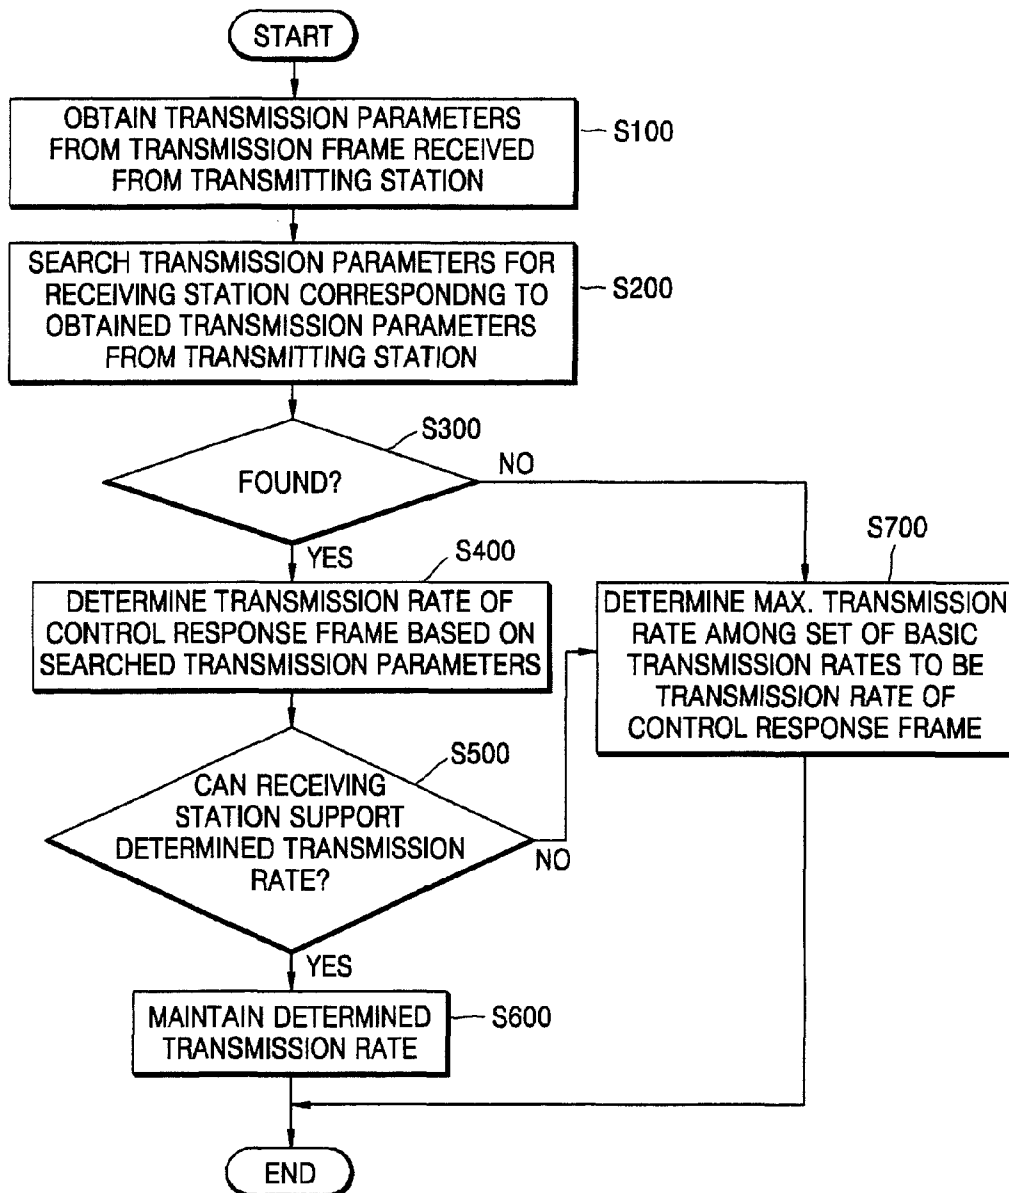 START
OBTAIN TRANSMISSION PARAMETERS
FROM TRANSMISSION FRAME RECEIVED
FROM TRANSMITTING STATION
S100
SEARCH TRANSMISSION PARAMETERS FOR
RECEIVING STATION CORRESPONDNG TO
OBTAINED TRANSMISSION PARAMETERS
FROM TRANSMITTING STATION
S200
FOUND?
S300
NO
YES
DETERMINE TRANSMISSION RATE OF
CONTROL RESPONSE FRAME BASED ON
SEARCHED TRANSMISSION PARAMETERS
S400
DETERMINE MAX. TRANSMISSION
RATE AMONG SET OF BASIC
TRANSMISSION RATES TO BE
TRANSMISSION RATE OF
CONTROL RESPONSE FRAME
S700
CAN RECEIVING
STATION SUPPORT
DETERMINED TRANSMISSION
RATE?
S500
NO
YES
MAINTAIN DETERMINED
TRANSMISSION RATE
S600
END